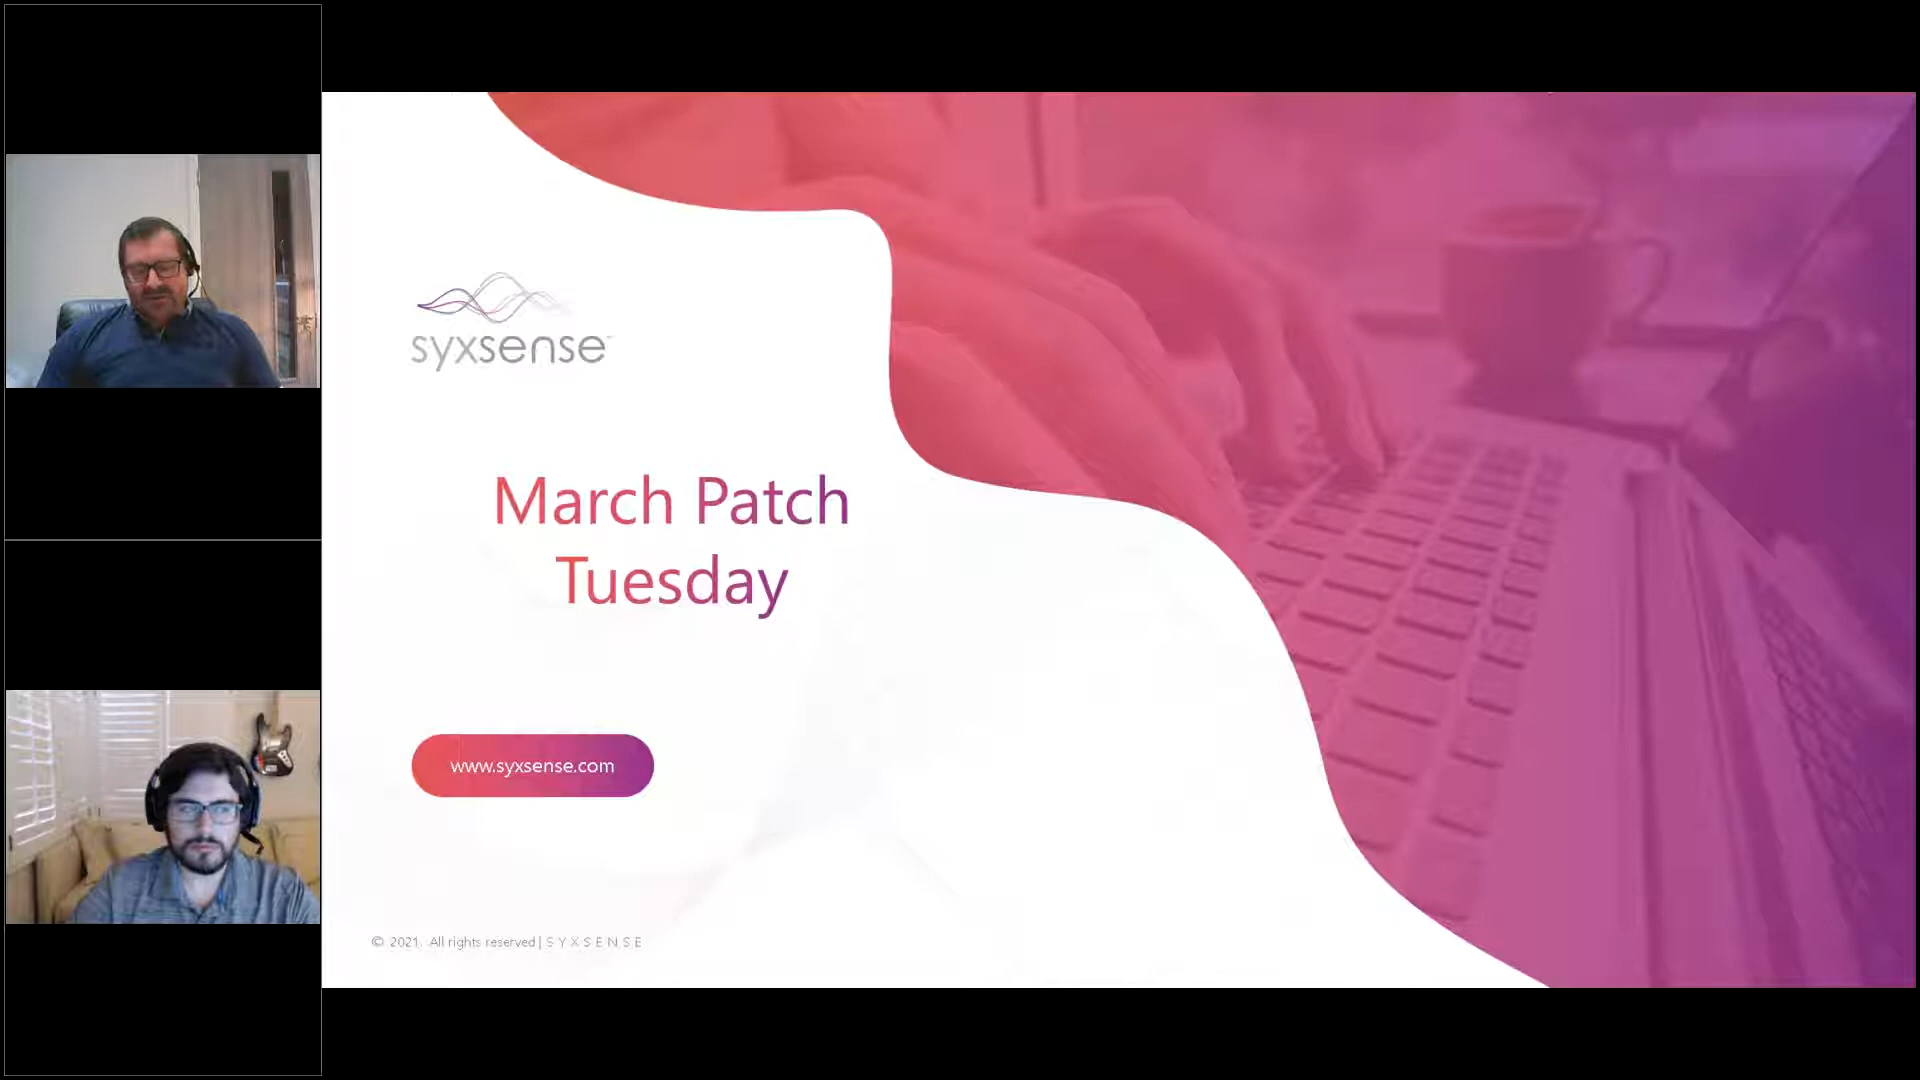 syxsense
March Patch
Tuesday
www.syxsense.com
© 2021. All rights reserved | SYXSENSE